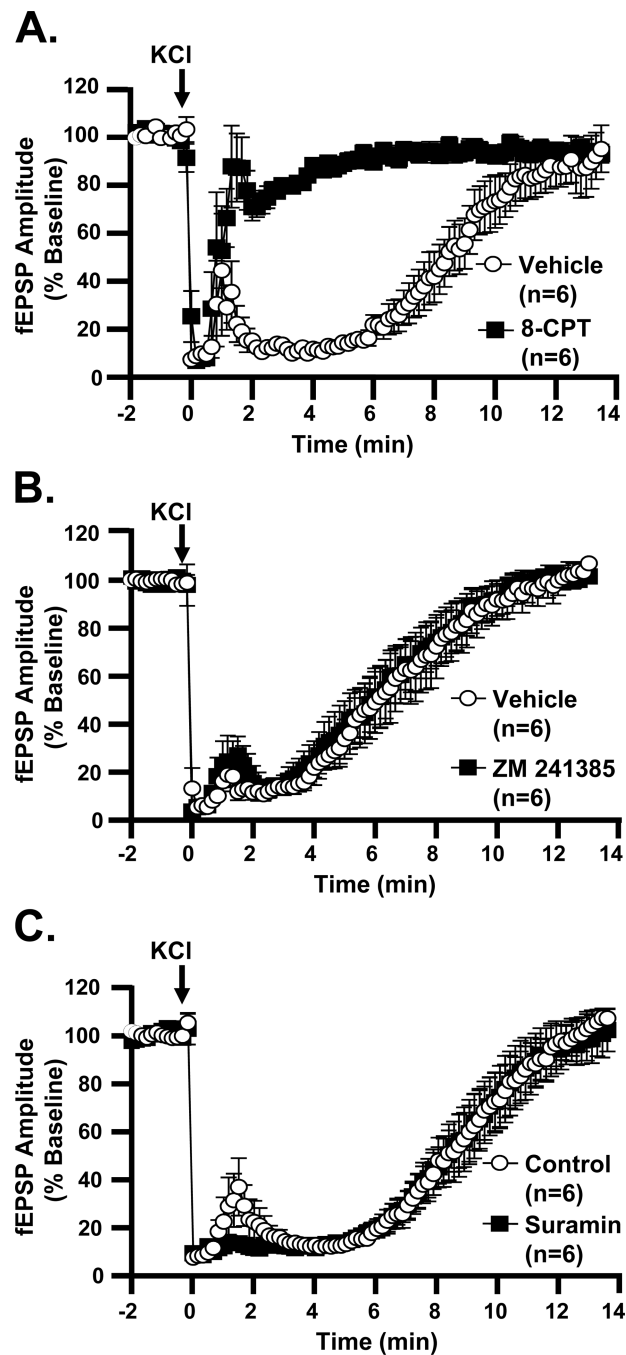 A.
KCl
120
100
80
60
40
20
0
fEPSP Amplitude
(% Baseline)
Vehicle
(n=6)
8-CPT
(n=6)
-2 0 2 4 6 8 10 12 14
Time (min)
B.
KCl
120
100
80
60
40
20
0
fEPSP Amplitude
(% Baseline)
Vehicle
(n=6)
ZM 241385
(n=6)
-2 0 2 4 6 8 10 12 14
Time (min)
C.
KCl
120
100
80
60
40
20
0
fEPSP Amplitude
(% Baseline)
Control
(n=6)
Suramin
(n=6)
-2 0 2 4 6 8 10 12 14
Time (min)